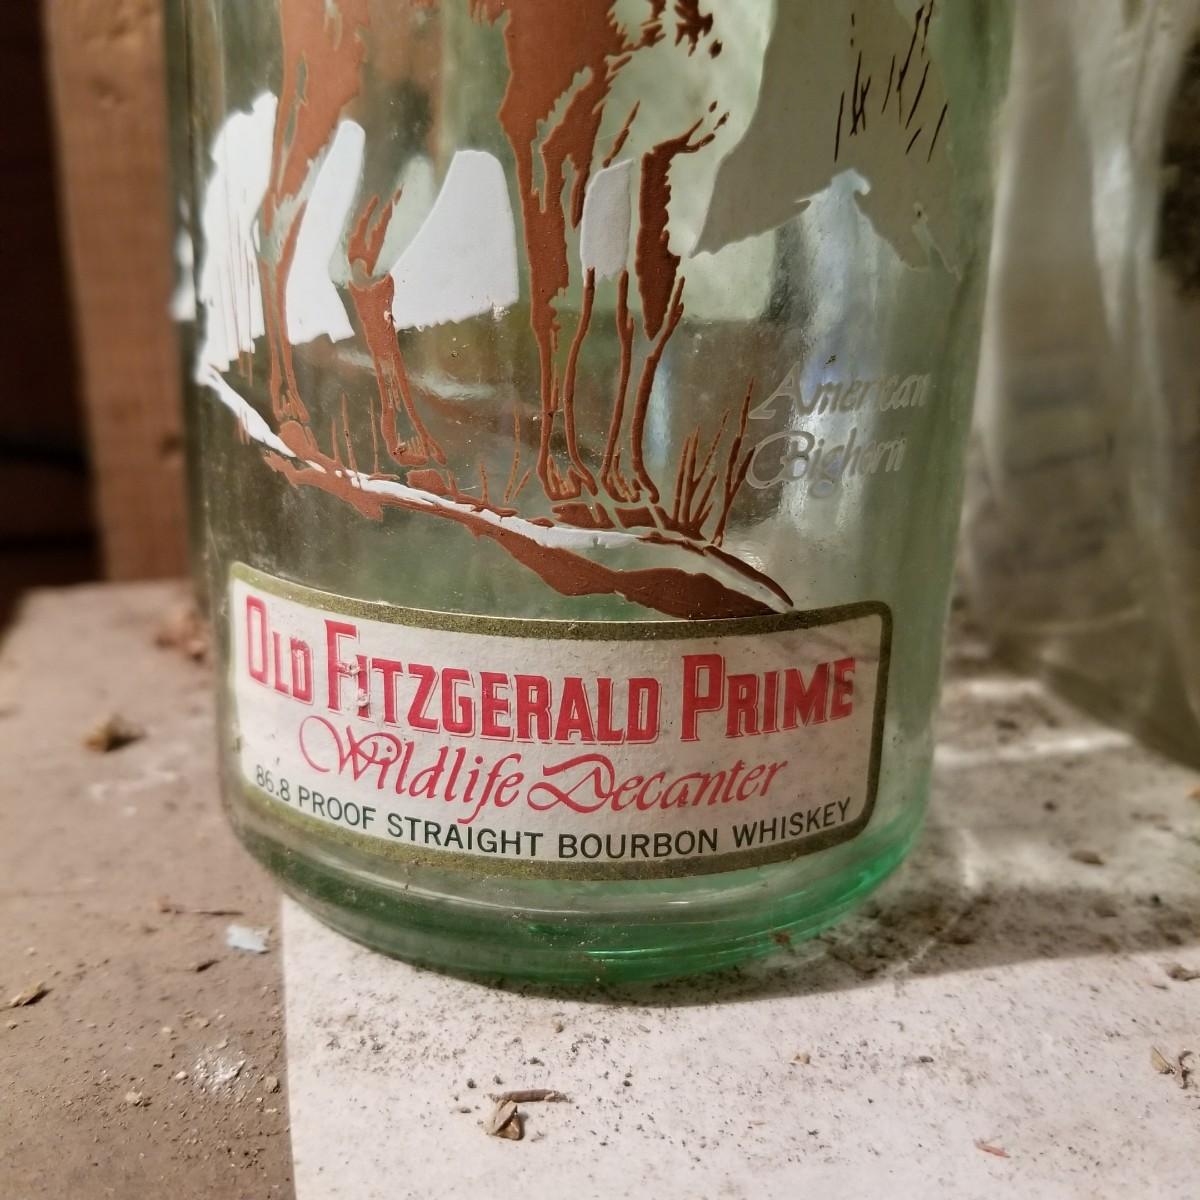 American
Bighorn
Old Fitzgerald Prime
Wildlife Decanter
86.8 PROOF STRAIGHT BOURBON WHISKEY